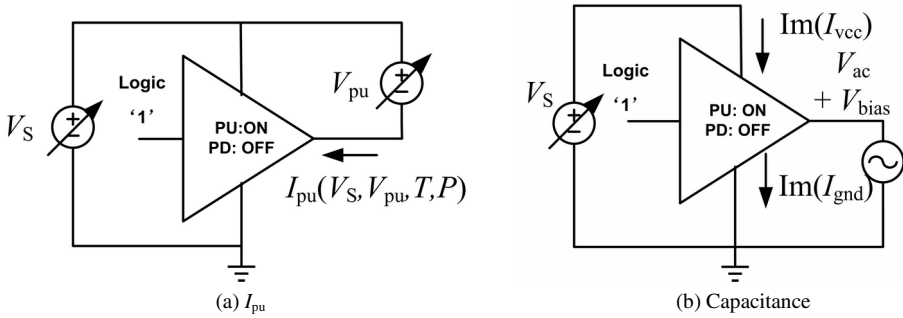 V_S
Logic
'1'
PU:ON
PD: OFF
V_pu
I_pu(V_S,V_pu,T,P)
(a) I_pu
V_S
Logic
'1'
PU: ON
PD: OFF
Im(I_vcc)
V_ac
+ V_bias
Im(I_gnd)
(b) Capacitance